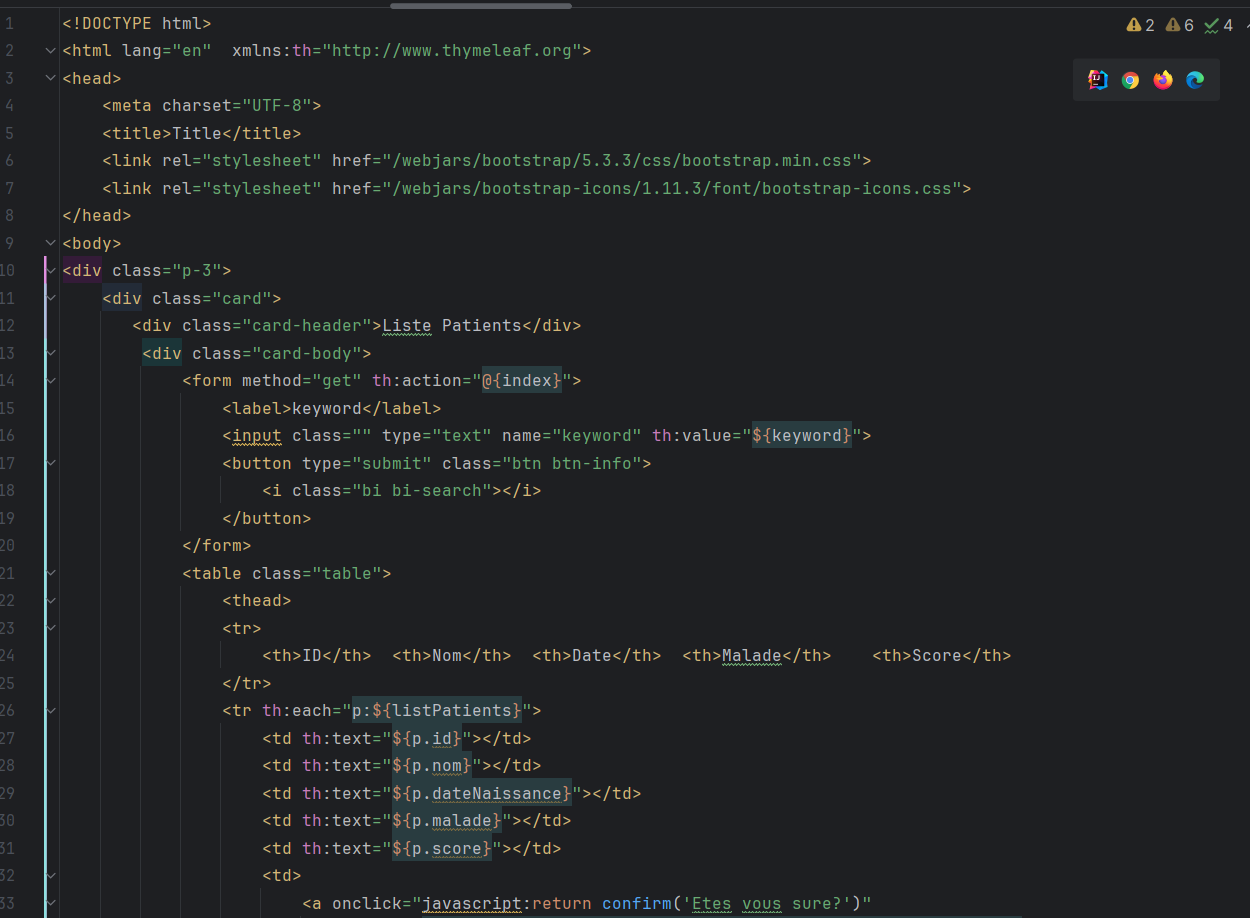 2 6 4
1 <!DOCTYPE html>
2 <html lang="en"  xmlns:th="http://www.thymeleaf.org">
3 <head>
4     <meta charset="UTF-8">
5     <title>Title</title>
6     <link rel="stylesheet" href="/webjars/bootstrap/5.3.3/css/bootstrap.min.css">
7     <link rel="stylesheet" href="/webjars/bootstrap-icons/1.11.3/font/bootstrap-icons.css">
8 </head>
9 <body>
10 <div class="p-3">
11     <div class="card">
12        <div class="card-header">Liste Patients</div>
13         <div class="card-body">
14             <form method="get" th:action="@{index}">
15                 <label>keyword</label>
16                 <input class="" type="text" name="keyword" th:value="${keyword}">
17                 <button type="submit" class="btn btn-info">
18                     <i class="bi bi-search"></i>
19                 </button>
20             </form>
21             <table class="table">
22                 <thead>
23                 <tr>
24                     <th>ID</th>  <th>Nom</th>  <th>Date</th>  <th>Malade</th>    <th>Score</th>
25                 </tr>
26                 <tr th:each="p:${listPatients}">
27                     <td th:text="${p.id}"></td>
28                     <td th:text="${p.nom}"></td>
29                     <td th:text="${p.dateNaissance}"></td>
30                     <td th:text="${p.malade}"></td>
31                     <td th:text="${p.score}"></td>
32                     <td>
33                         <a onclick="javascript:return confirm('Etes vous sure?')"